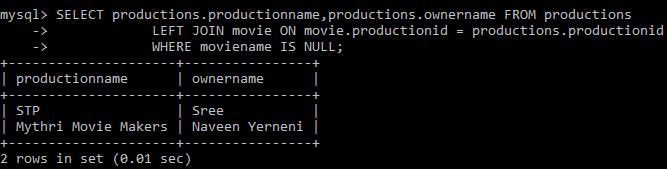 mysql> SELECT productions.productionname,productions.ownername FROM productions
    ->          LEFT JOIN movie ON movie.productionid = productions.productionid
    ->          WHERE moviename IS NULL;
+---------------------+----------------+
| productionname      | ownername      |
+---------------------+----------------+
| STP                 | Sree           |
| Mythri Movie Makers | Naveen Yerneni |
+---------------------+----------------+
2 rows in set (0.01 sec)